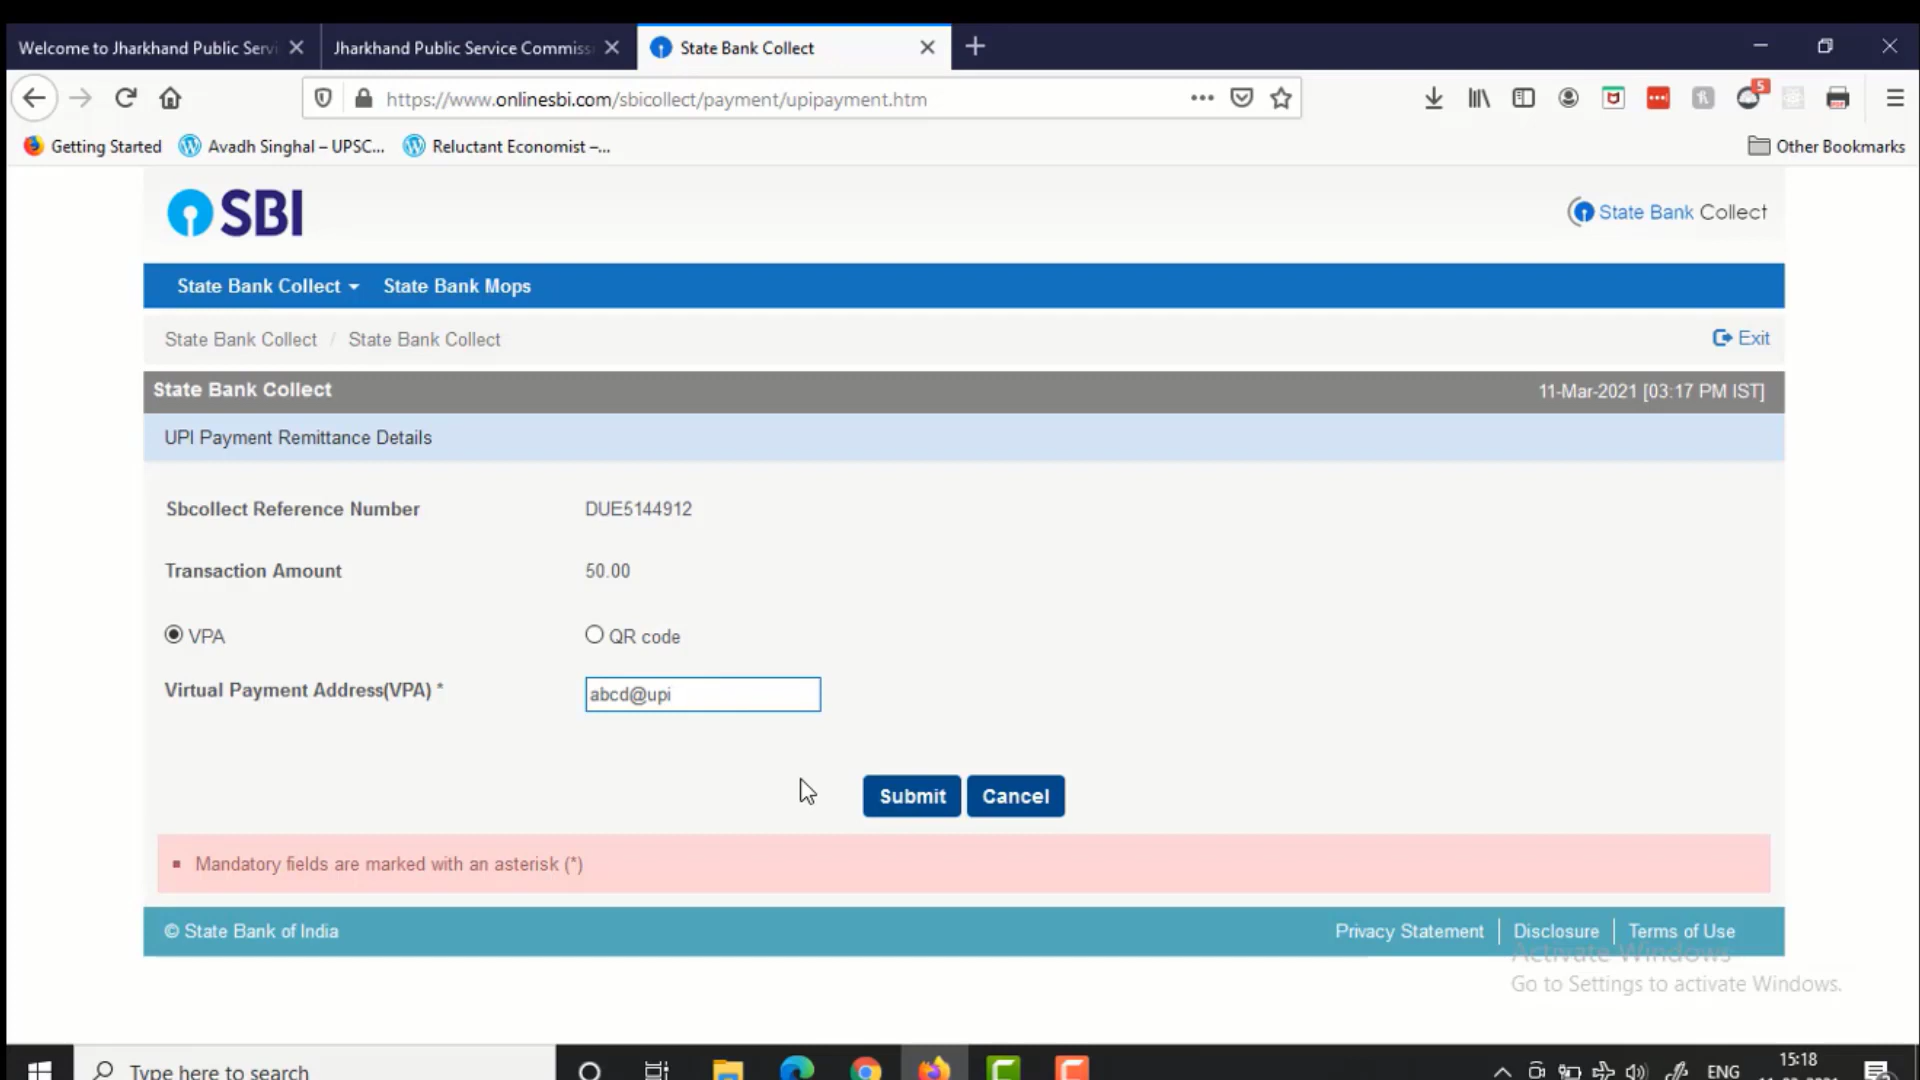 Welcome to Jharkhand Public Servi
Jharkhand Public Service Commiss
State Bank Collect
https://www.onlinesbi.com/sbicollect/payment/upipayment.htm
5
Getting Started
Avadh Singhal – UPSC...
Reluctant Economist –...
Other Bookmarks
SBI
State Bank Collect
State Bank Collect
State Bank Mops
State Bank Collect / State Bank Collect
Exit
State Bank Collect
11-Mar-2021 [03:17 PM IST]
UPI Payment Remittance Details
Sbcollect Reference Number
DUE5144912
Transaction Amount
50.00
VPA
QR code
Virtual Payment Address(VPA) *
abcd@upi
Submit
Cancel
Mandatory fields are marked with an asterisk (*)
© State Bank of India
Privacy Statement
Disclosure
Terms of Use
Activate Windows
Go to Settings to activate Windows.
Type here to search
ENG
15:18